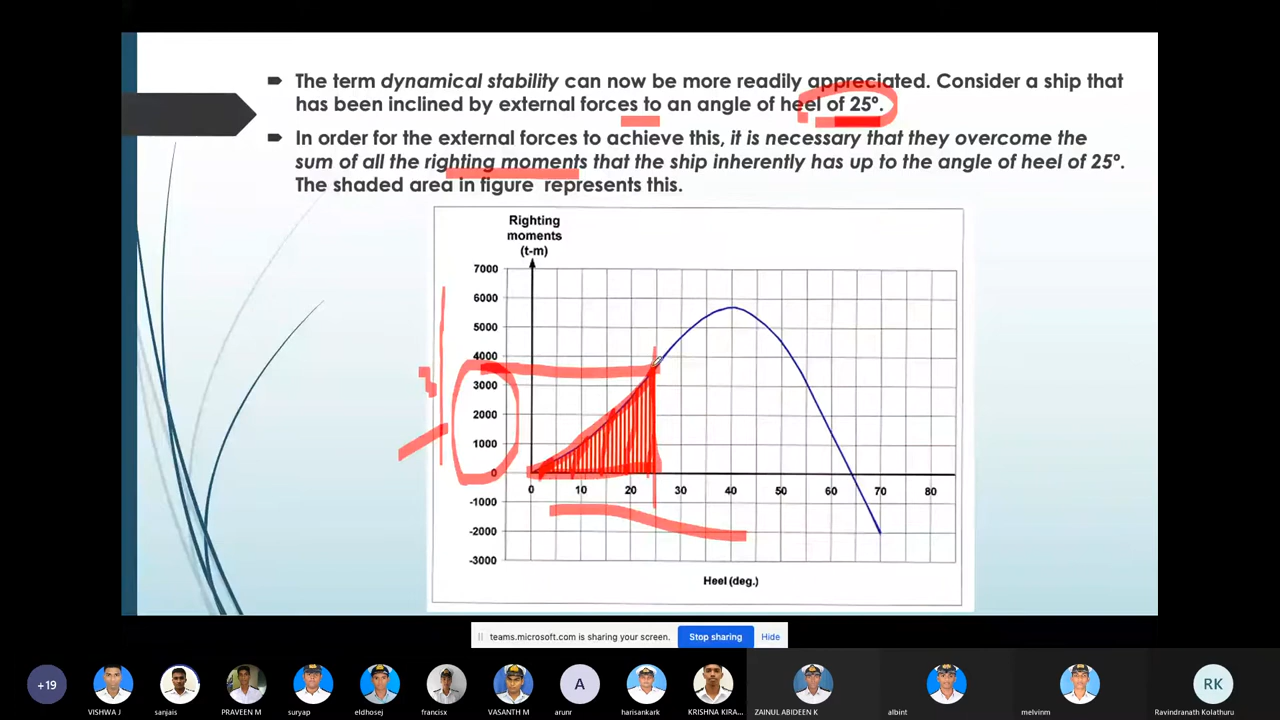 The term dynamical stability can now be more readily appreciated. Consider a ship that
has been inclined by external forces to an angle of heel of 25º.
In order for the external forces to achieve this, it is necessary that they overcome the
sum of all the righting moments that the ship inherently has up to the angle of heel of 25º.
The shaded area in figure represents this.
Righting
moments
(t-m)
7000
6000
5000
4000
3000
2000
1000
0
0 10 20 30 40 50 60 70 80
-1000
-2000
-3000
Heel (deg.)
teams.microsoft.com is sharing your screen. Stop sharing Hide
+19 A RK
VISHWA J sanjais PRAVEEN M suryap eldhosej francisx VASANTH M arunr harisankark KRISHNA KIRA... ZAINUL ABIDEEN K albint melvinm Ravindranath Kolathuru